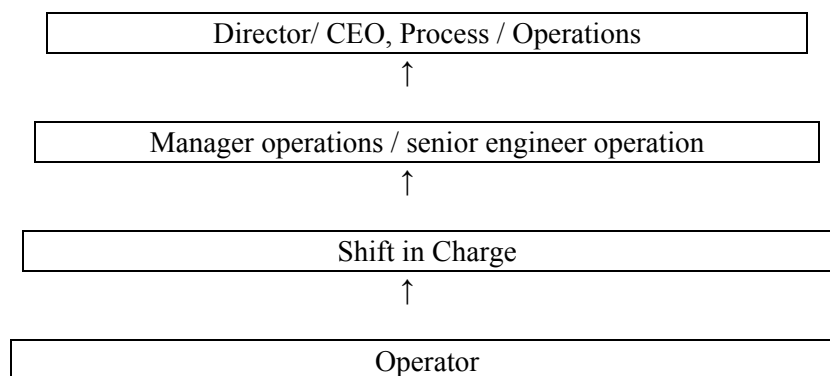 Director/ CEO, Process / Operations
↑
Manager operations / senior engineer operation
↑
Shift in Charge
↑
Operator